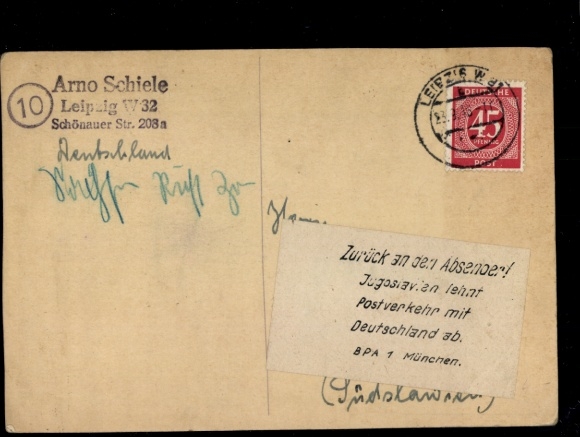 10
Arno Schiele
Leipzig W 32
Schönauer Str. 208a
Deutschland
LEIPZIG W
DEUTSCHE
45
PFENNIG
POST
Zurück an den Absender!
Jugoslavien lehnt
Postverkehr mit
Deutschland ab.
BPA 1 München.
(Südslawien)